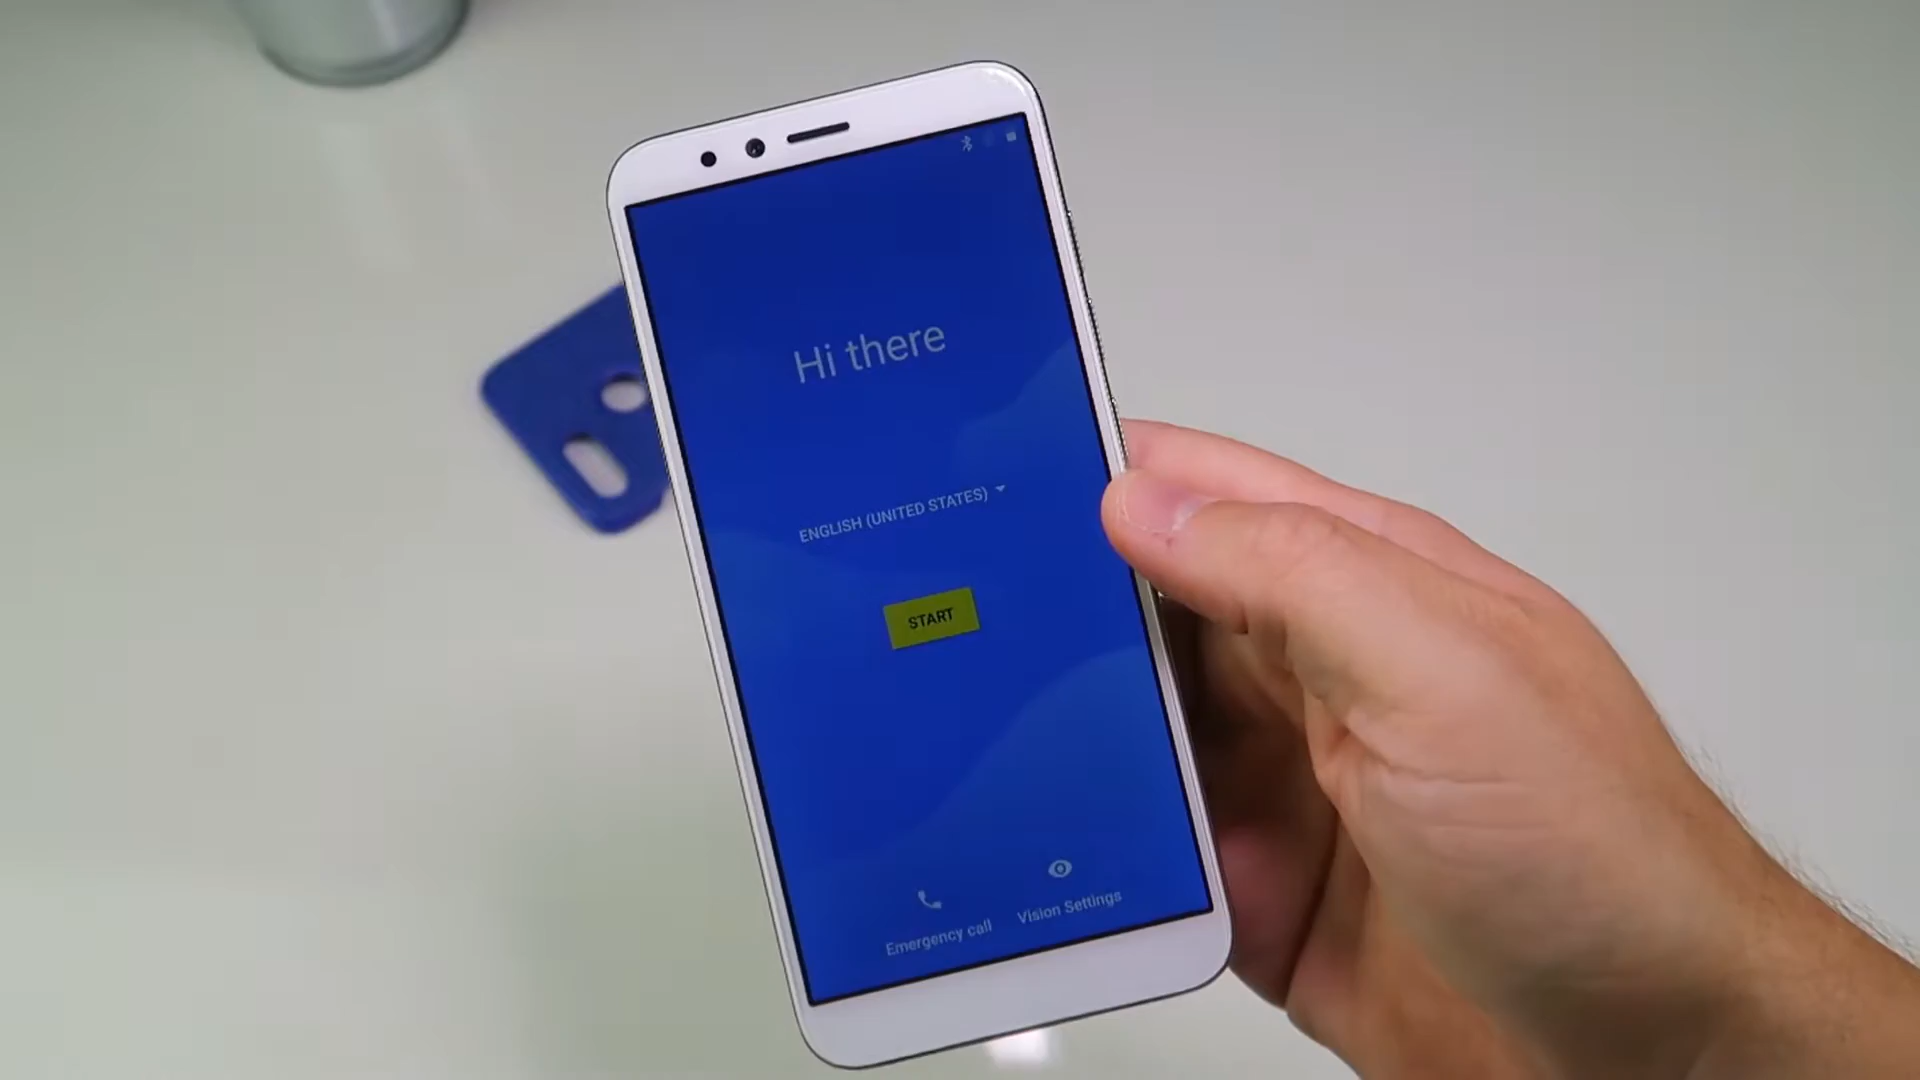 Hi there
ENGLISH (UNITED STATES)
START
Emergency call
Vision Settings